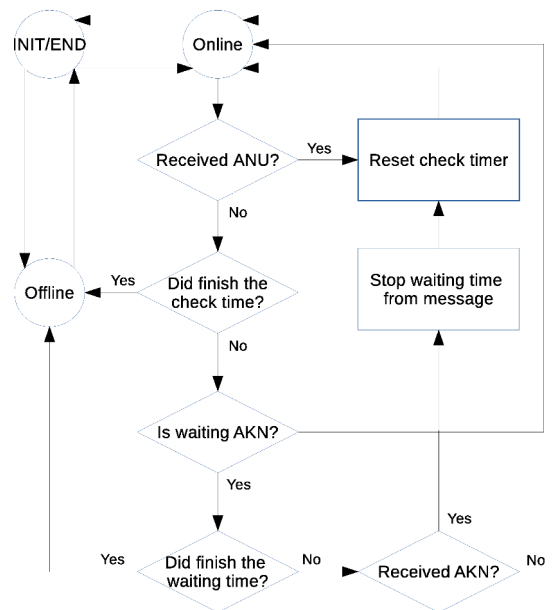 INIT/END
Online
Received ANU?
Yes
Reset check timer
No
Offline
Yes
Did finish the
check time?
Stop waiting time
from message
No
Is waiting AKN?
Yes
Yes
Did finish the
waiting time?
No
Yes
Received AKN?
No